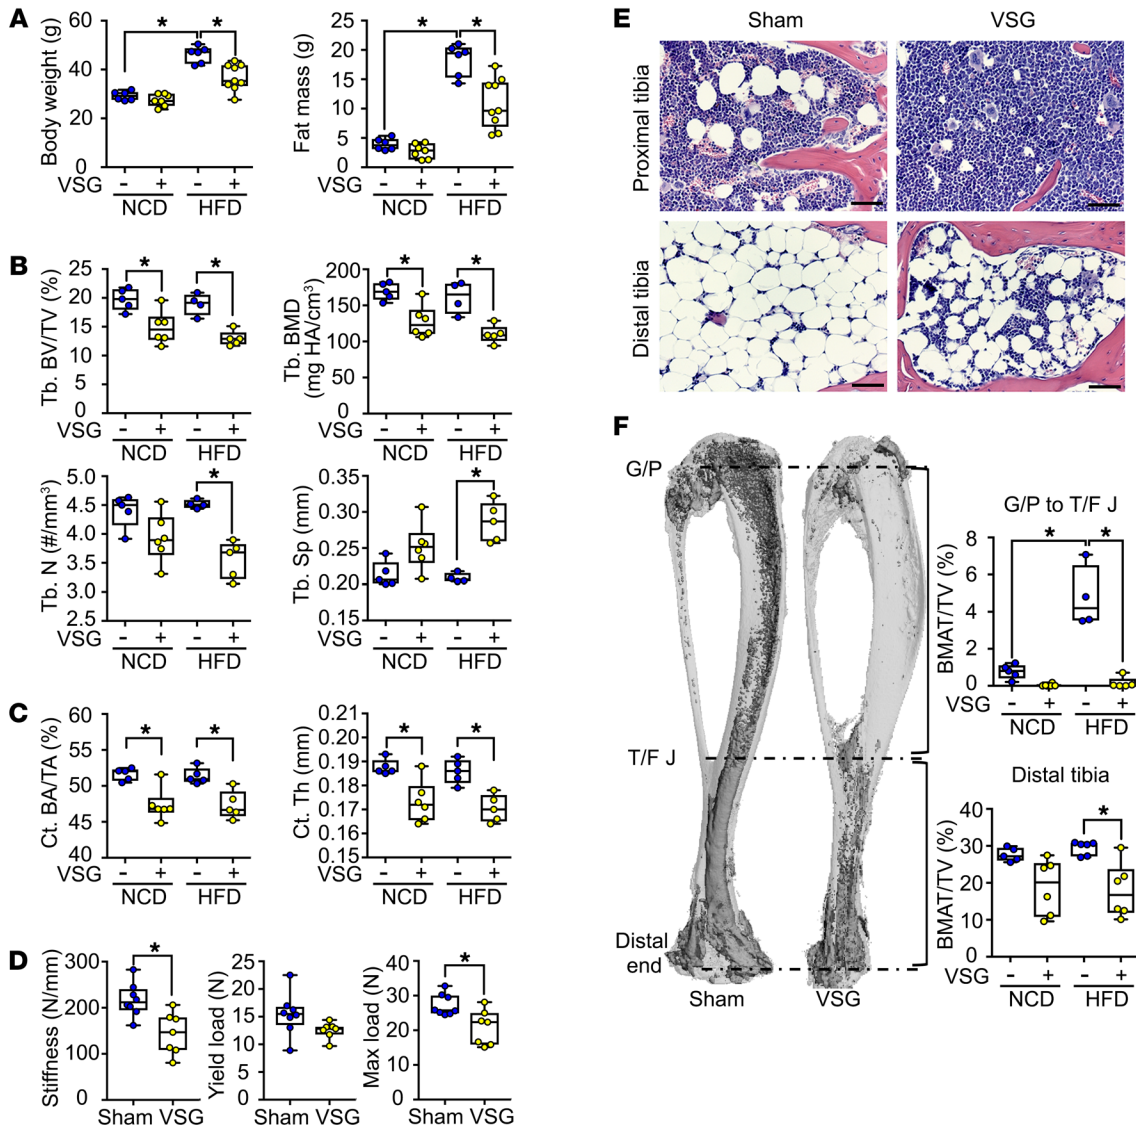 A
Body weight (g)
60
40
20
0
*
*
VSG
-
+
-
+
NCD
HFD
Fat mass (g)
25
20
15
10
5
0
*
*
VSG
-
+
-
+
NCD
HFD
B
Tb. BV/TV (%)
25
20
15
10
5
0
*
*
VSG
-
+
-
+
NCD
HFD
Tb. BMD
(mg HA/cm³)
200
150
100
50
0
*
*
VSG
-
+
-
+
NCD
HFD
Tb. N (#/mm³)
5.0
4.5
4.0
3.5
3.0
2.5
*
VSG
-
+
-
+
NCD
HFD
Tb. Sp (mm)
0.35
0.30
0.25
0.20
0.15
*
VSG
-
+
-
+
NCD
HFD
C
Ct. BA/TA (%)
60
55
50
45
40
*
*
VSG
-
+
-
+
NCD
HFD
Ct. Th (mm)
0.21
0.20
0.19
0.18
0.17
0.16
0.15
*
*
VSG
-
+
-
+
NCD
HFD
D
Stiffness (N/mm)
300
200
100
0
*
Sham VSG
Yield load (N)
25
20
15
10
5
0
Sham VSG
Max load (N)
40
30
20
10
0
*
Sham VSG
E
Sham
VSG
Proximal tibia
Distal tibia
F
G/P
T/F J
Distal
end
Sham
VSG
G/P to T/F J
BMAT/TV (%)
8
6
4
2
0
*
*
VSG
-
+
-
+
NCD
HFD
Distal tibia
BMAT/TV (%)
40
30
20
10
0
*
VSG
-
+
-
+
NCD
HFD